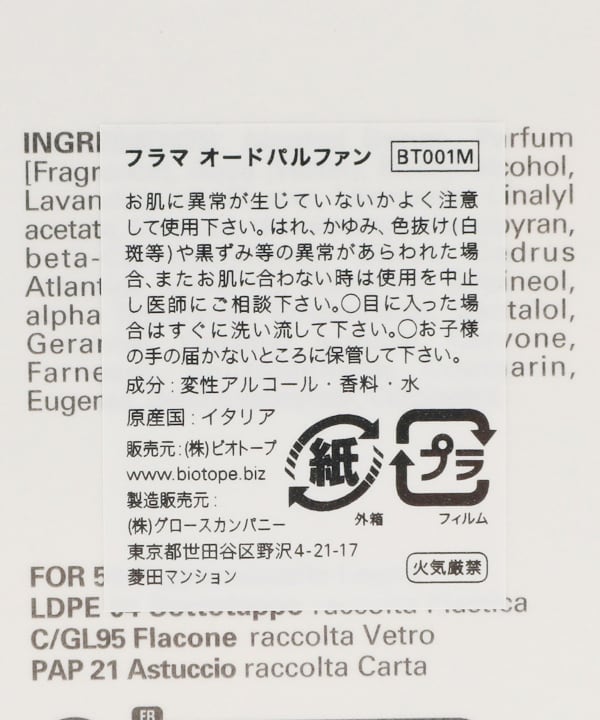 フラマ オードパルファン BT001M
お肌に異常が生じていないかよく注意
して使用下さい。はれ、かゆみ、色抜け(白
斑等)や黒ずみ等の異常があらわれた場
合、またお肌に合わない時は使用を中止
し医師にご相談下さい。○目に入った場
合はすぐに洗い流して下さい。○お子様
の手の届かないところに保管して下さい。
成分：変性アルコール・香料・水
原産国：イタリア
販売元：(株)ビオトープ
www.biotope.biz
製造販売元：
(株)グロースカンパニー
東京都世田谷区野沢4-21-17
菱田マンション
紙
外箱
プラ
フィルム
火気厳禁
INGRE
[Fragr
Lavan
acetat
beta-
Atlant
alpha
Geran
Farne
Eugen
arfum
cohol,
inalyl
pyran,
edrus
ineol,
talol,
vone,
marin,
FOR 5
LDPE 04 Sottotappo raccolta Plastica
C/GL95 Flacone raccolta Vetro
PAP 21 Astuccio raccolta Carta
FR